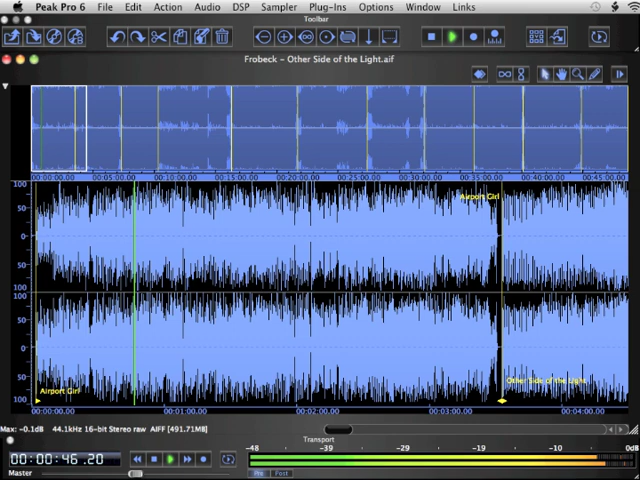 Peak Pro 6 File Edit Action Audio DSP Sampler Plug-Ins Options Window Links
Toolbar
Frobeck - Other Side of the Light.aif
00:00:00.00 00:05:00.00 00:10:00.00 00:15:00.00 00:20:00.00 00:25:00.00 00:30:00.00 00:35:00.00 00:40:00.00 00:45:00.00
100
50
0
50
100
Airport Girl
100
50
0
50
100
Airport Girl
Other Side of the Light
00:00:00.00 00:01:00.00 00:02:00.00 00:03:00.00 00:04:00.00
Max: -0.1dB 44.1kHz 16-bit Stereo raw AIFF [491.71MB]
Transport
00:00:46.20
-48 -39 -29 -19 -10 0dB
Master
Pre Post